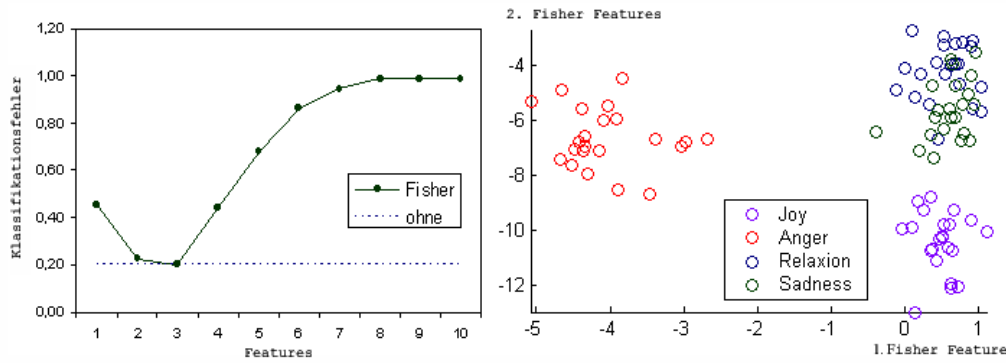 1,20
1,00
0,80
0,60
0,40
0,20
0,00
Klassifikationsfehler
Fisher
ohne
1 2 3 4 5 6 7 8 9 10
Features
2. Fisher Features
-4
-6
-8
-10
-12
Joy
Anger
Relaxion
Sadness
-5 -4 -3 -2 -1 0 1
1.Fisher Feature